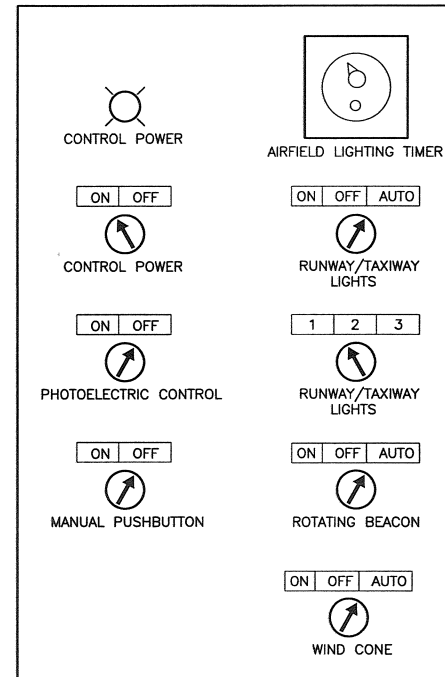 CONTROL POWER
AIRFIELD LIGHTING TIMER
ON OFF
CONTROL POWER
ON OFF AUTO
RUNWAY/TAXIWAY
LIGHTS
ON OFF
PHOTOELECTRIC CONTROL
1 2 3
RUNWAY/TAXIWAY
LIGHTS
ON OFF
MANUAL PUSHBUTTON
ON OFF AUTO
ROTATING BEACON
ON OFF AUTO
WIND CONE